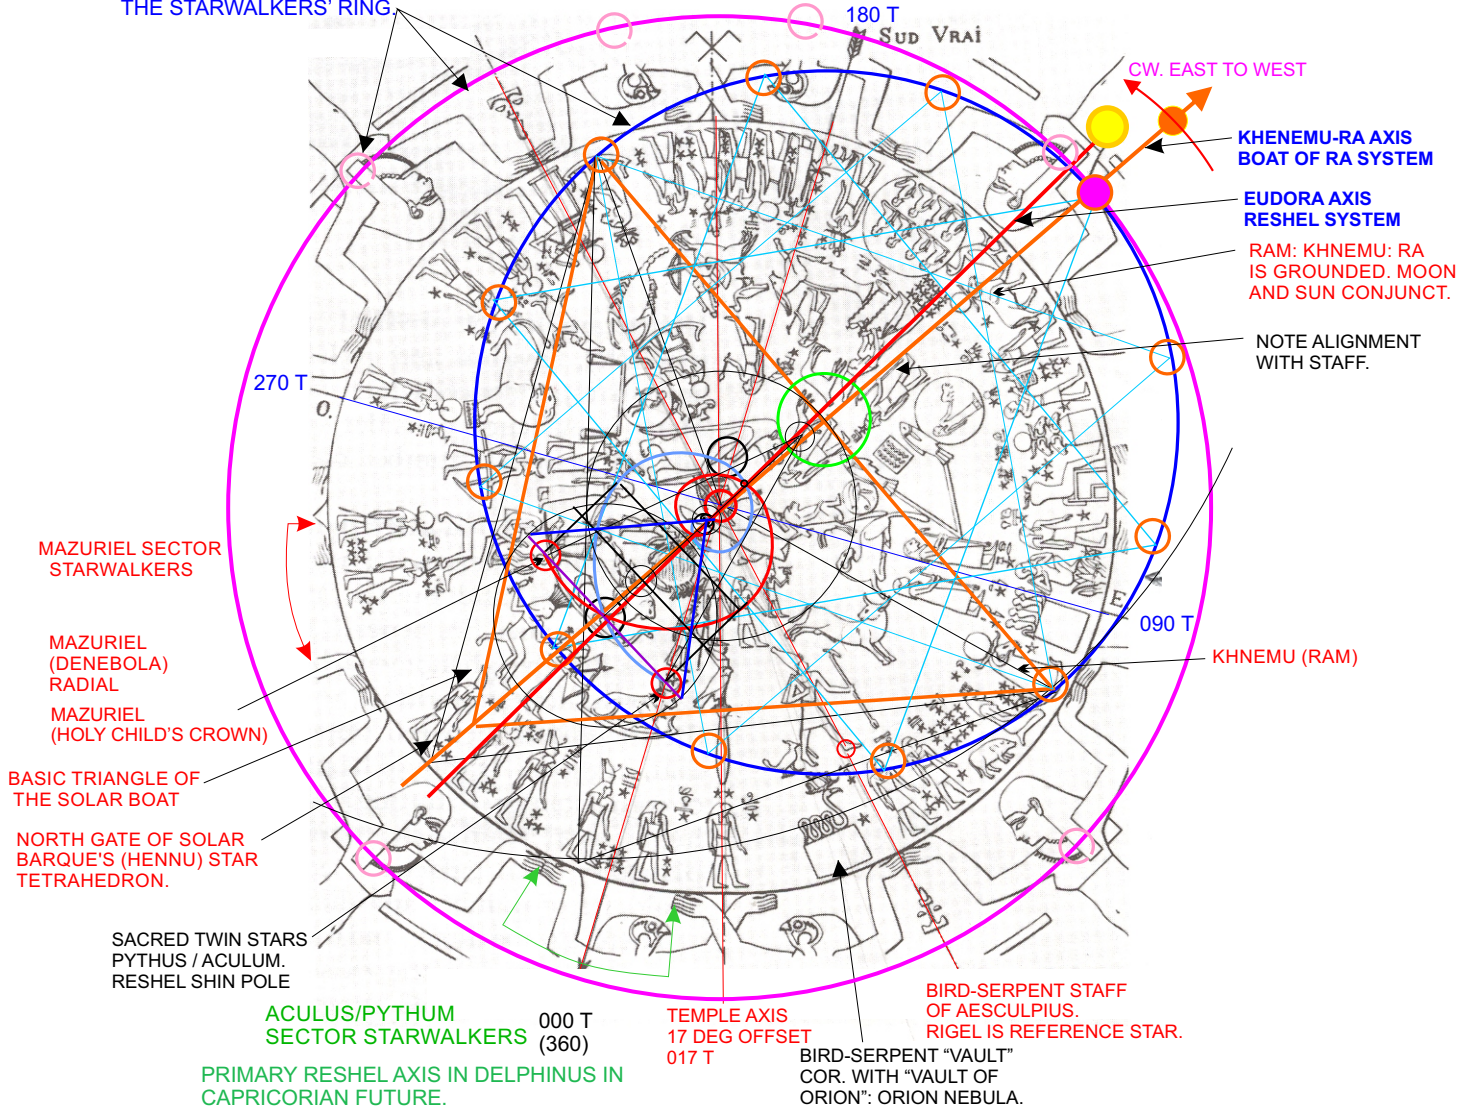 THE STARWALKERS' RING.
180 T
SUD VRAI
CW. EAST TO WEST
KHENEMU-RA AXIS
BOAT OF RA SYSTEM
EUDORA AXIS
RESHEL SYSTEM
RAM: KHNEMU: RA
IS GROUNDED. MOON
AND SUN CONJUNCT.
NOTE ALIGNMENT
WITH STAFF.
270 T
O.
E
090 T
MAZURIEL SECTOR
STARWALKERS
KHNEMU (RAM)
MAZURIEL
(DENEBOLA)
RADIAL
MAZURIEL
(HOLY CHILD'S CROWN)
BASIC TRIANGLE OF
THE SOLAR BOAT
NORTH GATE OF SOLAR
BARQUE'S (HENNU) STAR
TETRAHEDRON.
SACRED TWIN STARS
PYTHUS / ACULUM.
RESHEL SHIN POLE
ACULUS/PYTHUM
SECTOR STARWALKERS
000 T
(360)
TEMPLE AXIS
17 DEG OFFSET
017 T
BIRD-SERPENT STAFF
OF AESCULPIUS.
RIGEL IS REFERENCE STAR.
BIRD-SERPENT “VAULT”
COR. WITH “VAULT OF
ORION”: ORION NEBULA.
PRIMARY RESHEL AXIS IN DELPHINUS IN
CAPRICORIAN FUTURE.